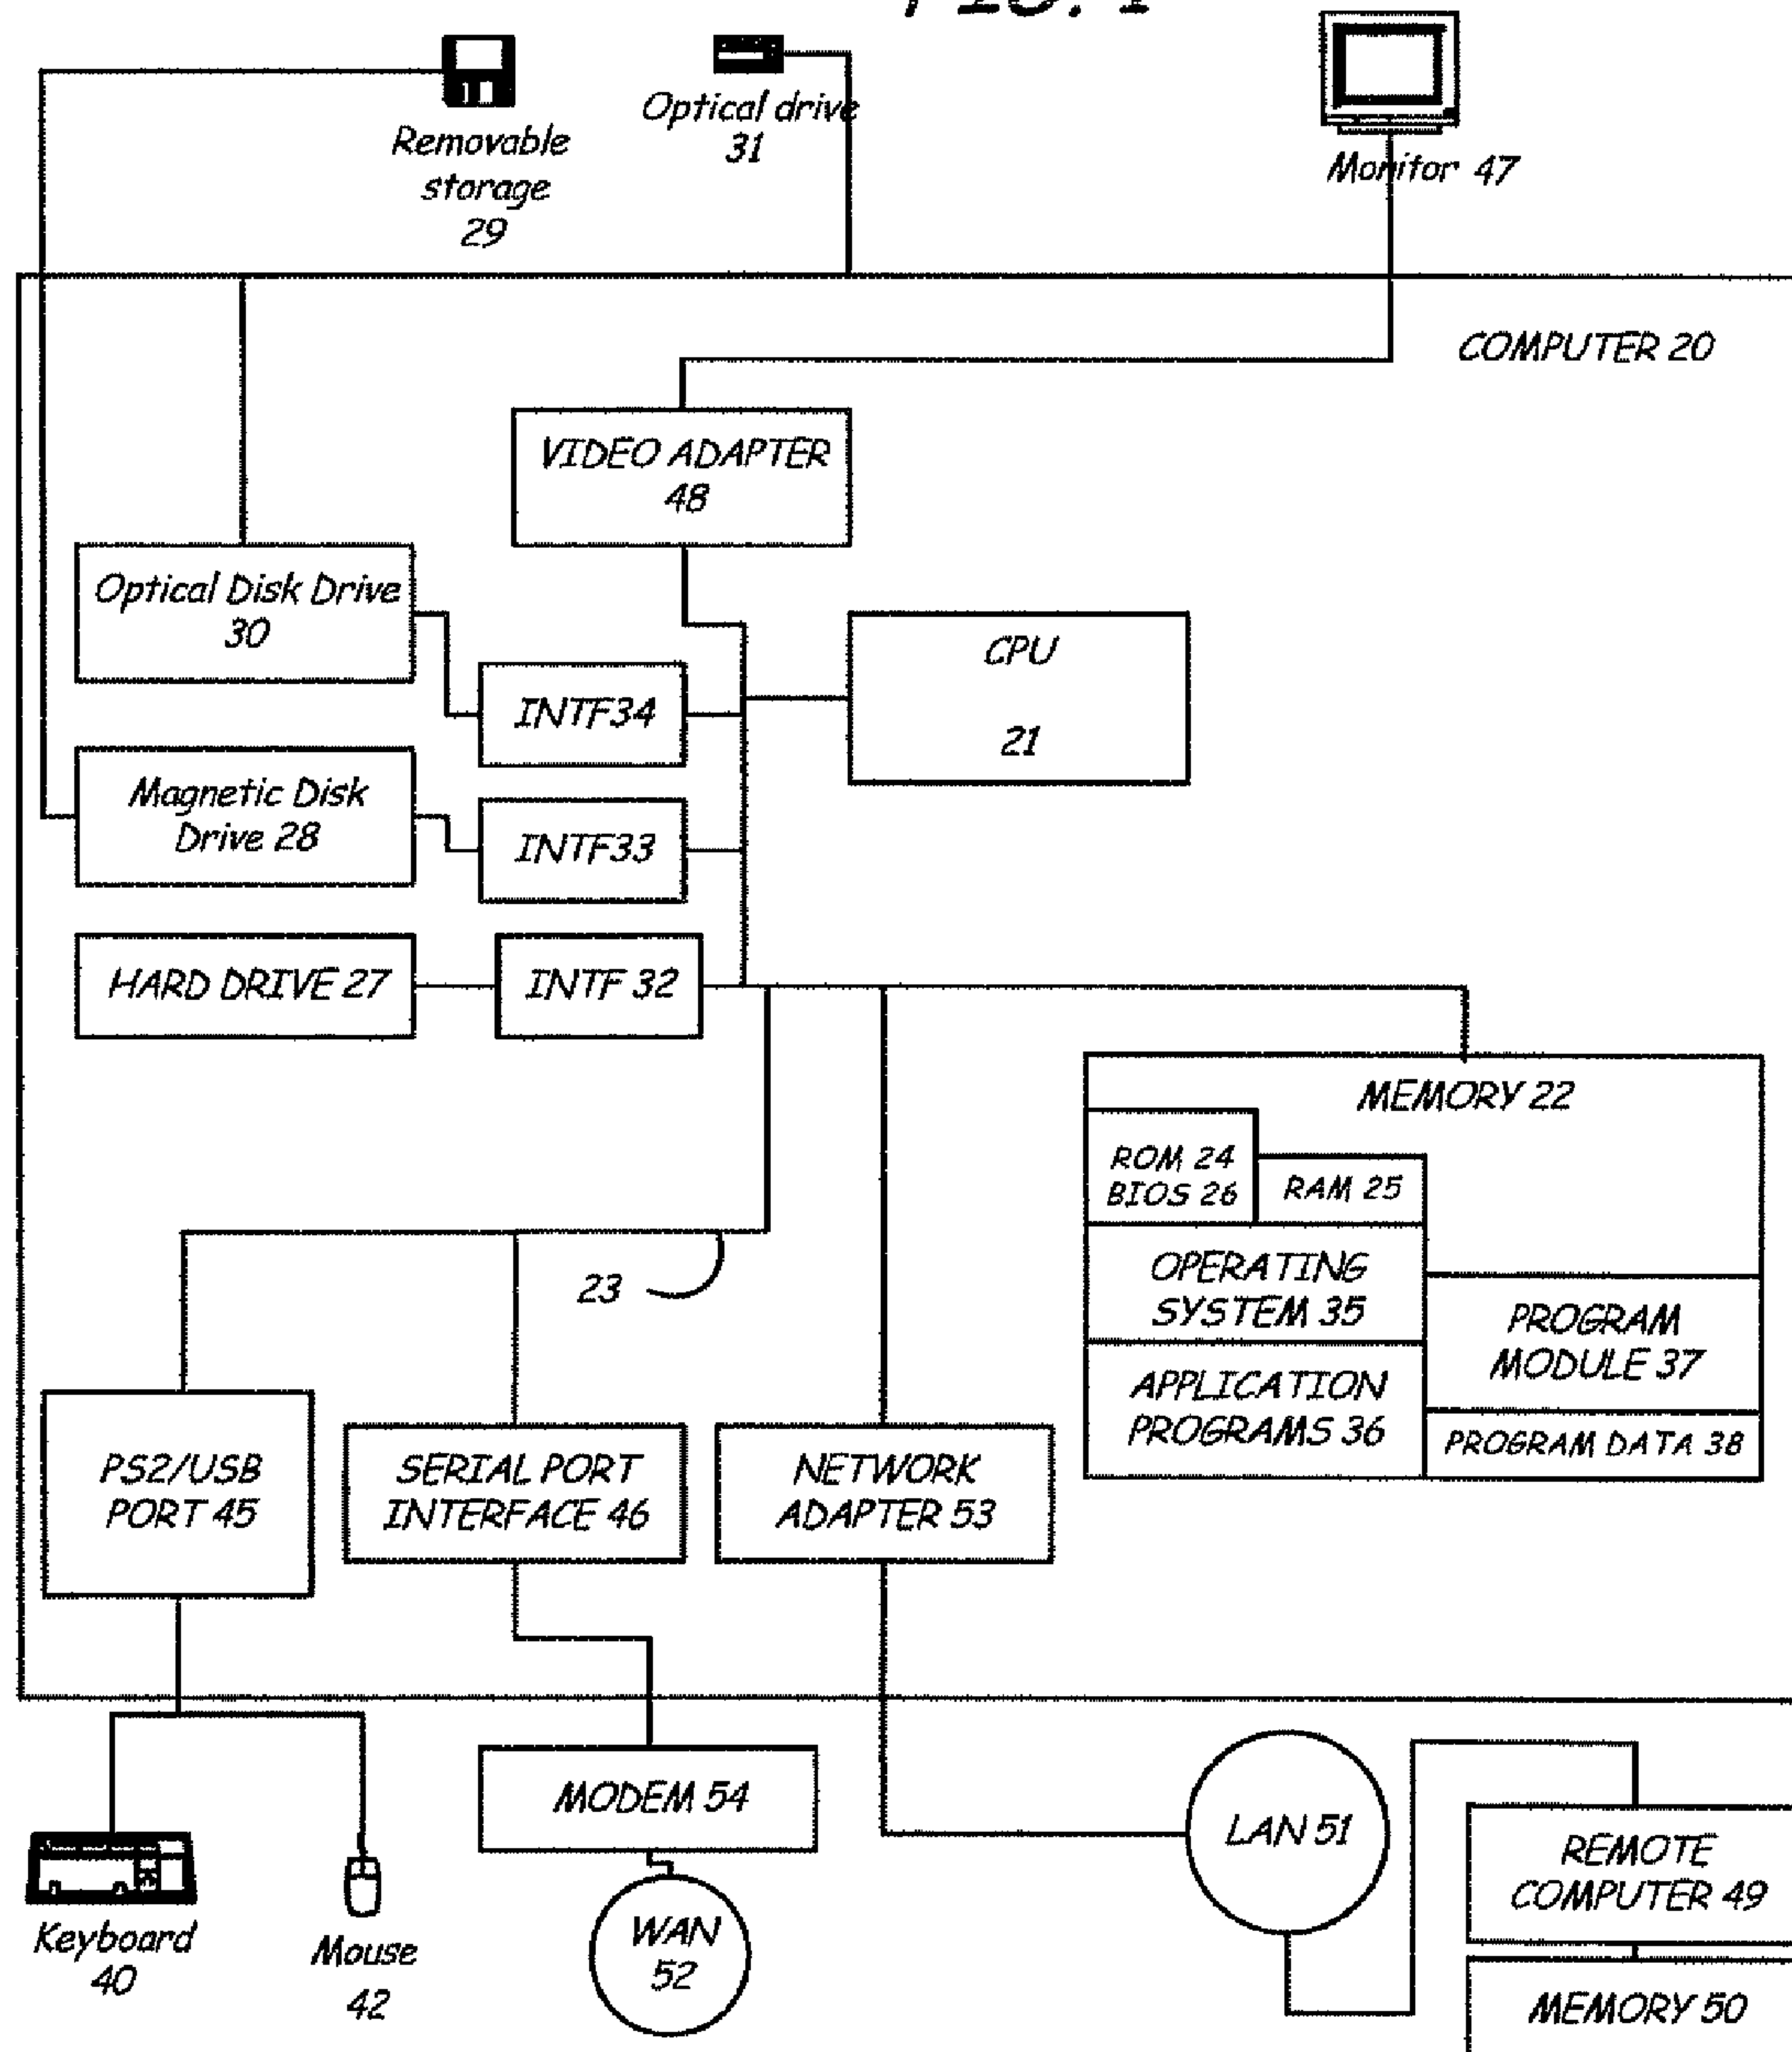 FIG. 1
Removable
storage
29
Optical drive
31
Monitor 47
COMPUTER 20
VIDEO ADAPTER
48
Optical Disk Drive
30
CPU
21
INTF34
Magnetic Disk
Drive 28
INTF33
HARD DRIVE 27
INTF 32
MEMORY 22
ROM 24
BIOS 26
RAM 25
OPERATING
SYSTEM 35
PROGRAM
MODULE 37
APPLICATION
PROGRAMS 36
PROGRAM DATA 38
23
PS2/USB
PORT 45
SERIAL PORT
INTERFACE 46
NETWORK
ADAPTER 53
MODEM 54
LAN 51
REMOTE
COMPUTER 49
Keyboard
40
Mouse
42
WAN
52
MEMORY 50